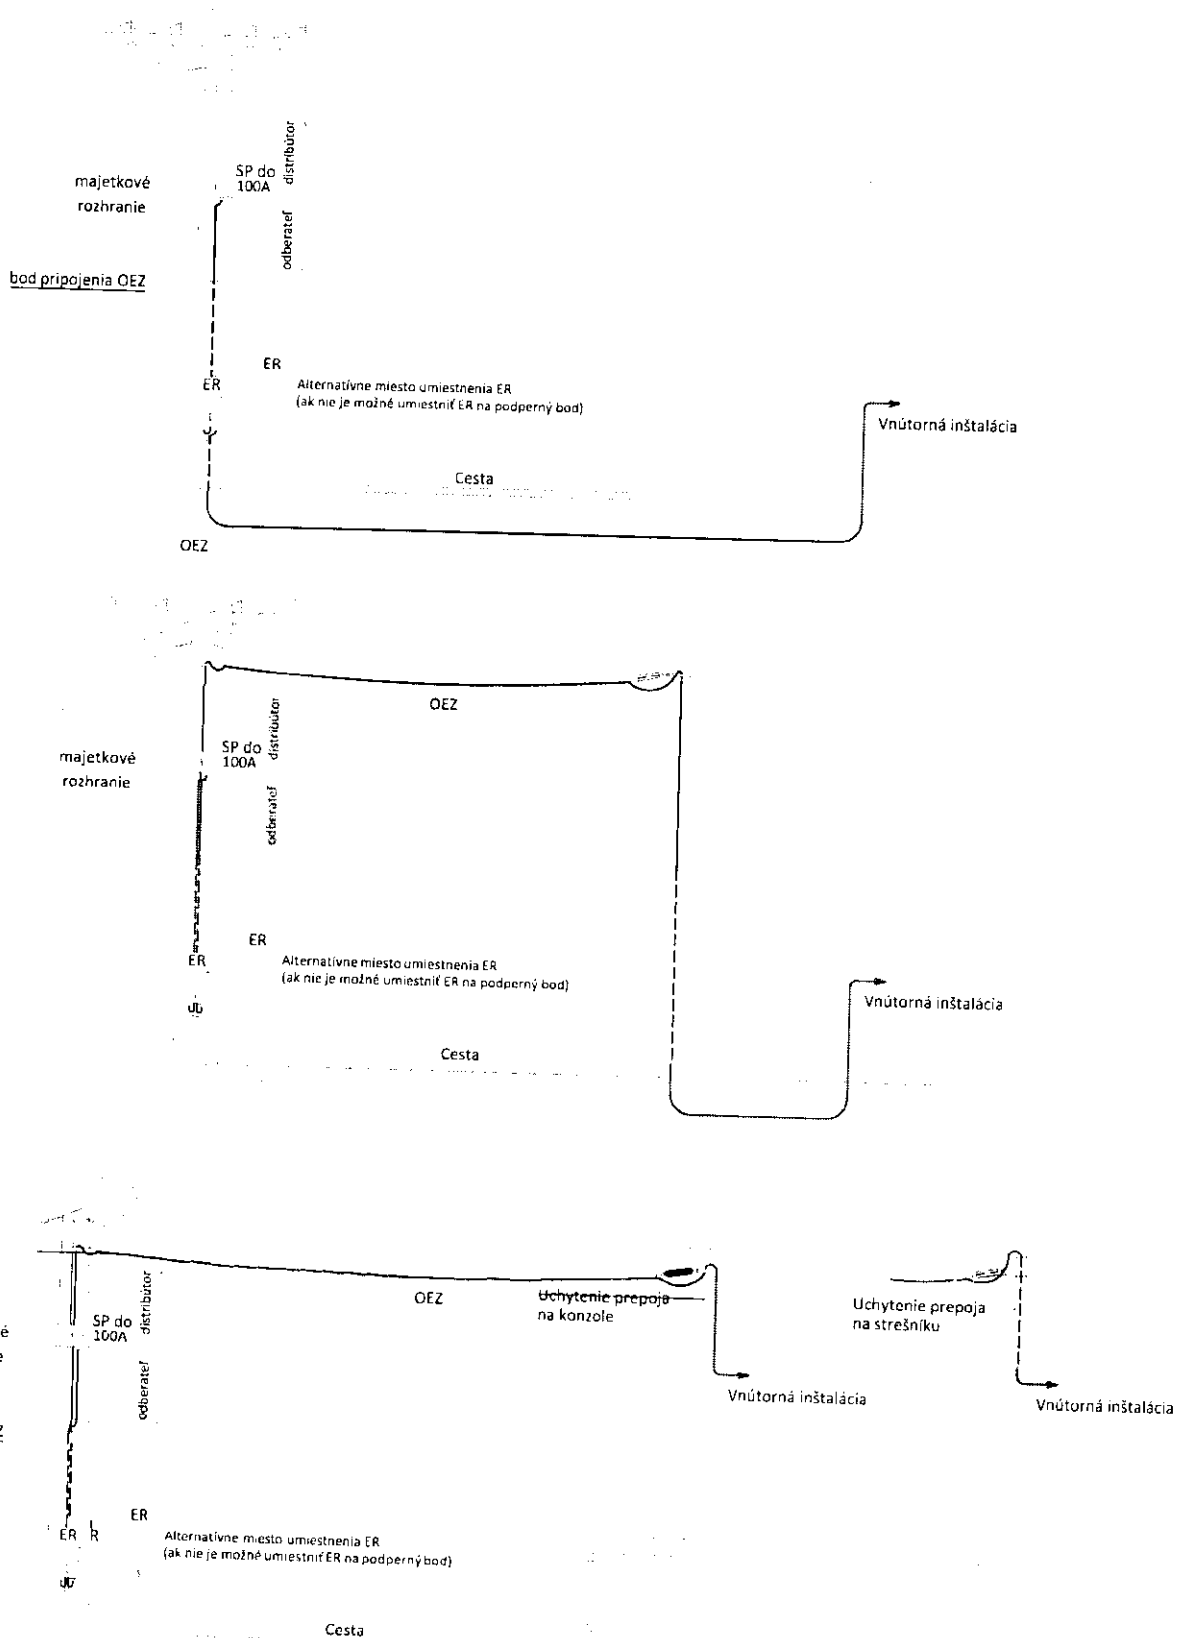 distribútor
SP do
100A
majetkové
rozhranie
odberateľ
bod pripojenia OEZ
ER
ER
Alternatívne miesto umiestnenia ER
(ak nie je možné umiestniť ER na podperný bod)
Vnútorná inštalácia
Cesta
OEZ
OEZ
distribútor
SP do
100A
majetkové
rozhranie
odberateľ
ER
ER
Alternatívne miesto umiestnenia ER
(ak nie je možné umiestniť ER na podperný bod)
Vnútorná inštalácia
Cesta
OEZ
Uchytenie prepoja
na konzole
Uchytenie prepoja
na strešníku
distribútor
SP do
100A
é
e
odberateľ
Vnútorná inštalácia
Vnútorná inštalácia
Z
ER
ER R
Alternatívne miesto umiestnenia ER
(ak nie je možné umiestniť ER na podperný bod)
Cesta